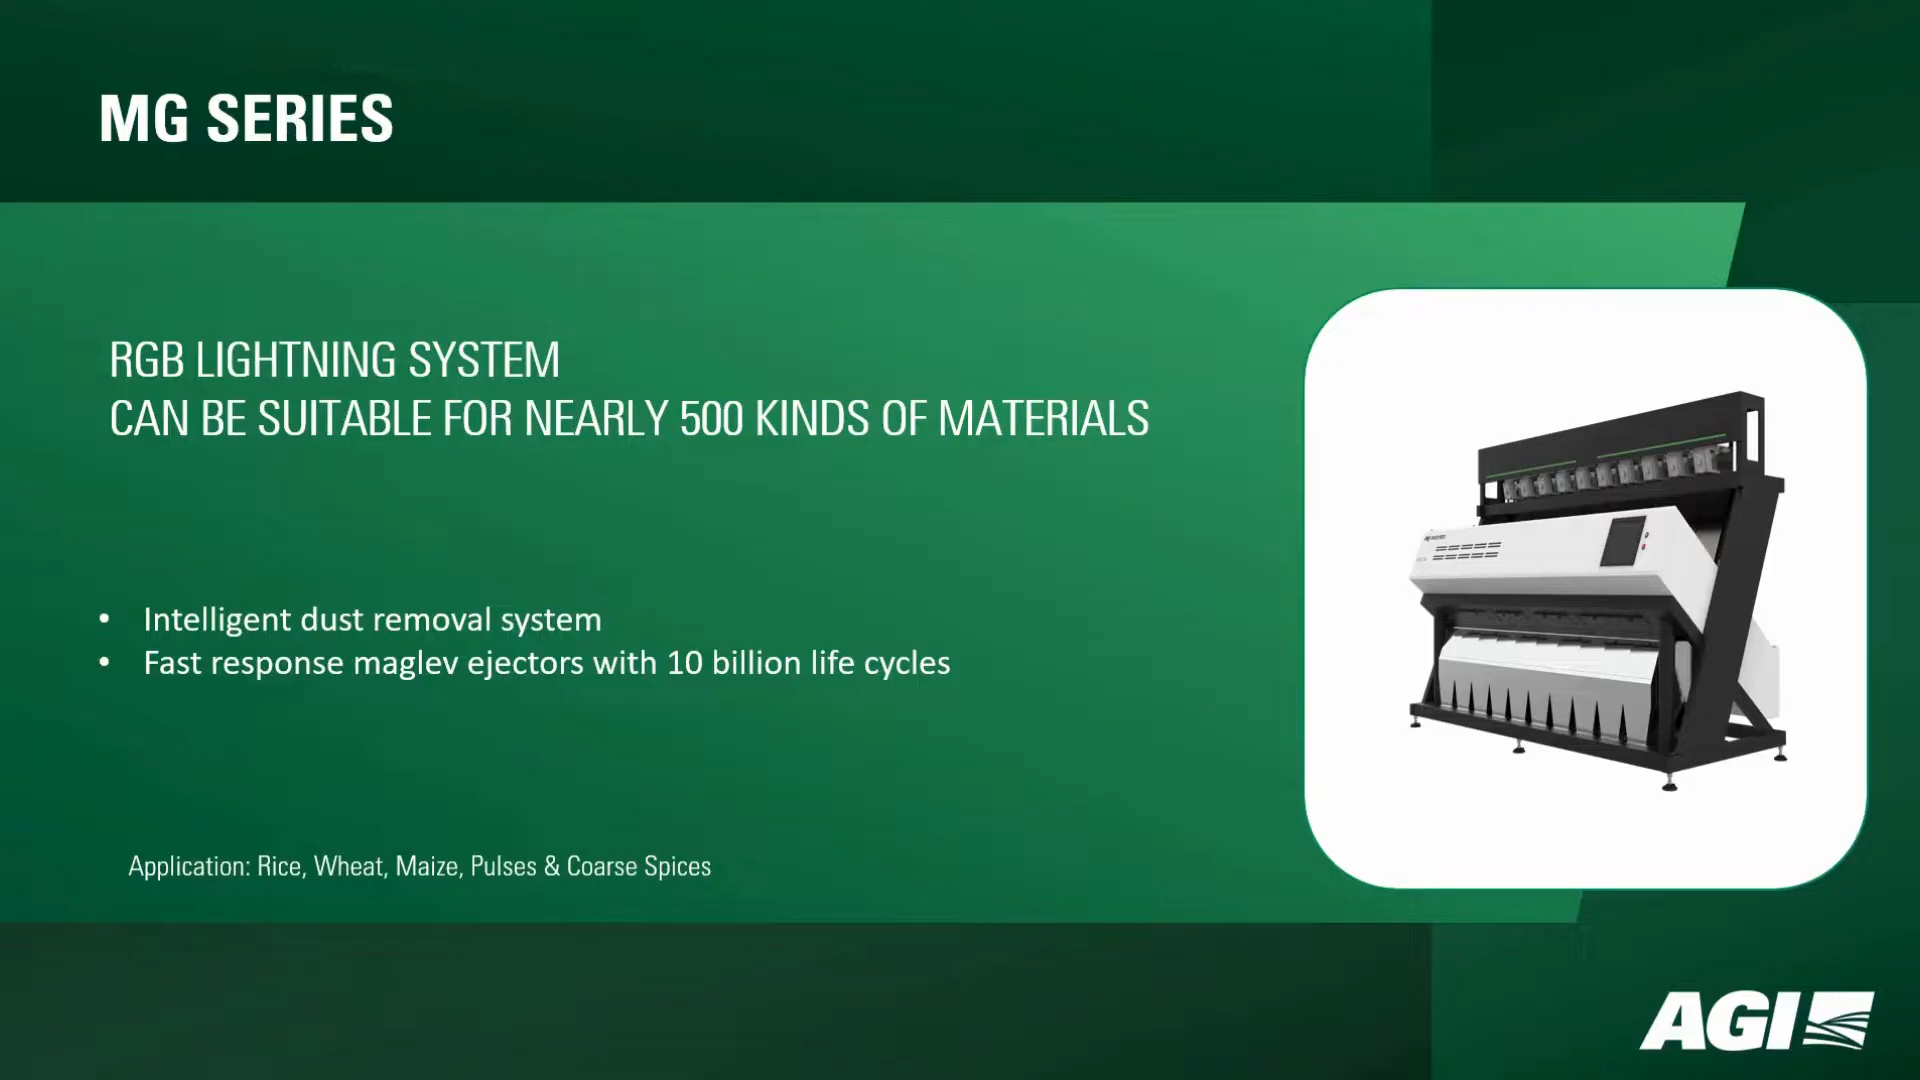 MG SERIES
RGB LIGHTNING SYSTEM
CAN BE SUITABLE FOR NEARLY 500 KINDS OF MATERIALS
• Intelligent dust removal system
• Fast response maglev ejectors with 10 billion life cycles
Application: Rice, Wheat, Maize, Pulses & Coarse Spices
AGI